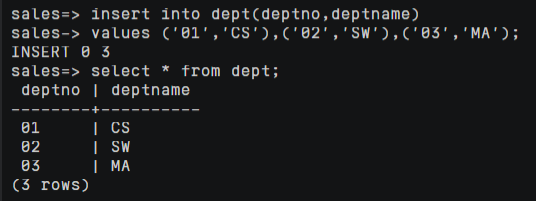 sales=> insert into dept(deptno,deptname)
sales-> values ('01','CS'),('02','SW'),('03','MA');
INSERT 0 3
sales=> select * from dept;
 deptno | deptname
--------+----------
 01     | CS
 02     | SW
 03     | MA
(3 rows)